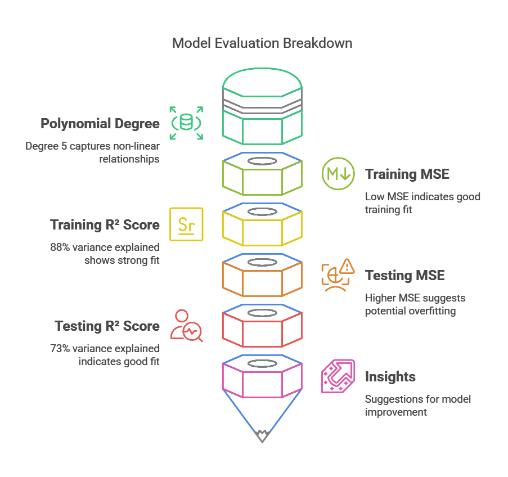 Model Evaluation Breakdown
Polynomial Degree
Degree 5 captures non-linear
relationships
M↓
Training MSE
Low MSE indicates good
training fit
Training R² Score
88% variance explained
shows strong fit
Sr
Testing MSE
Higher MSE suggests
potential overfitting
Testing R² Score
73% variance explained
indicates good fit
Insights
Suggestions for model
improvement